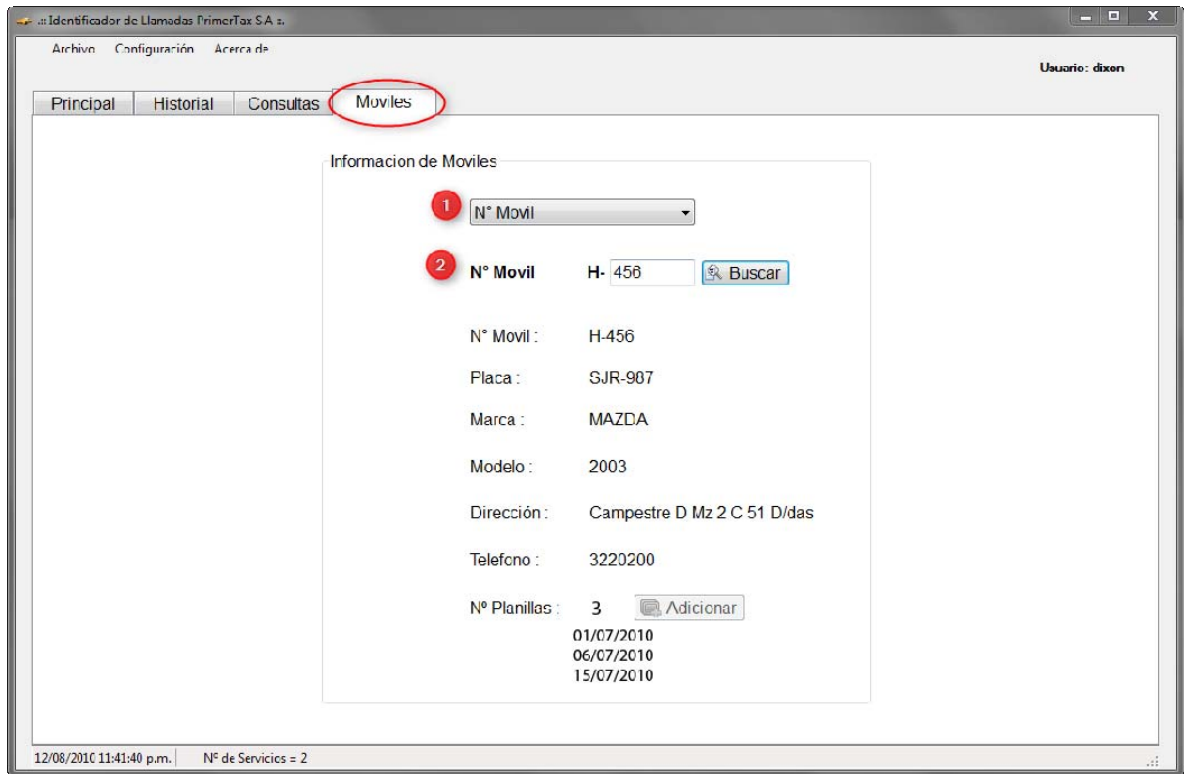 .:: Identificador de Llamadas PrimerTax S.A ::.
Archivo Configuración Acerca de
Usuario: dixon
Principal Historial Consultas Moviles
Informacion de Moviles
1 N° Movil
2 N° Movil H- 456 Buscar
N° Movil : H-456
Placa : SJR-987
Marca : MAZDA
Modelo : 2003
Dirección : Campestre D Mz 2 C 51 D/das
Telefono : 3220200
Nº Planillas : 3 Adicionar
01/07/2010
06/07/2010
15/07/2010
12/08/2010 11:41:40 p.m. Nº de Servicios = 2